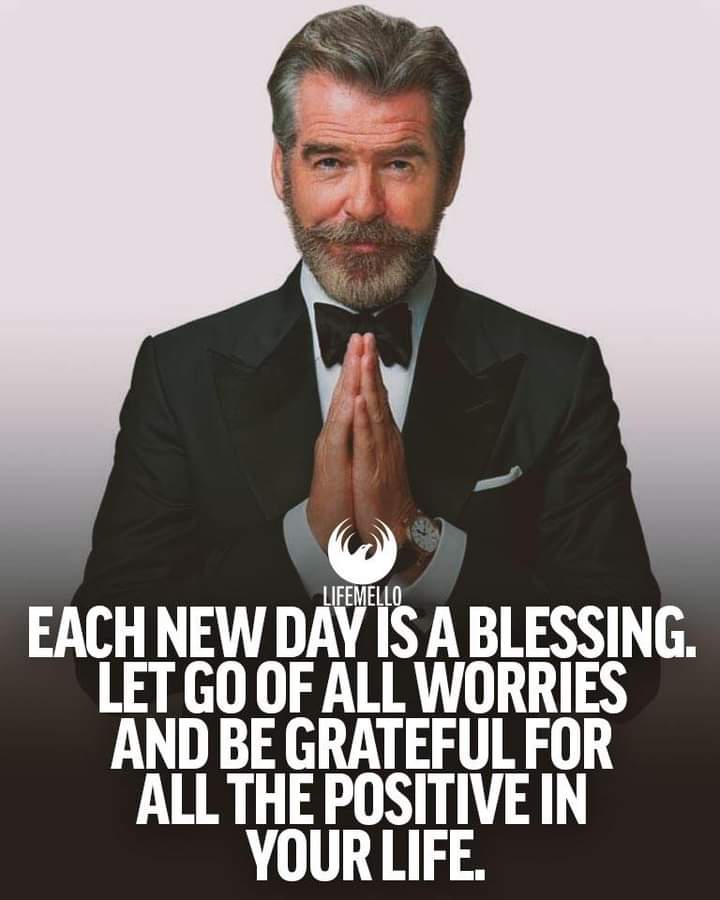 LIFEMELLO
EACH NEW DAY IS A BLESSING.
LET GO OF ALL WORRIES
AND BE GRATEFUL FOR
ALL THE POSITIVE IN
YOUR LIFE.